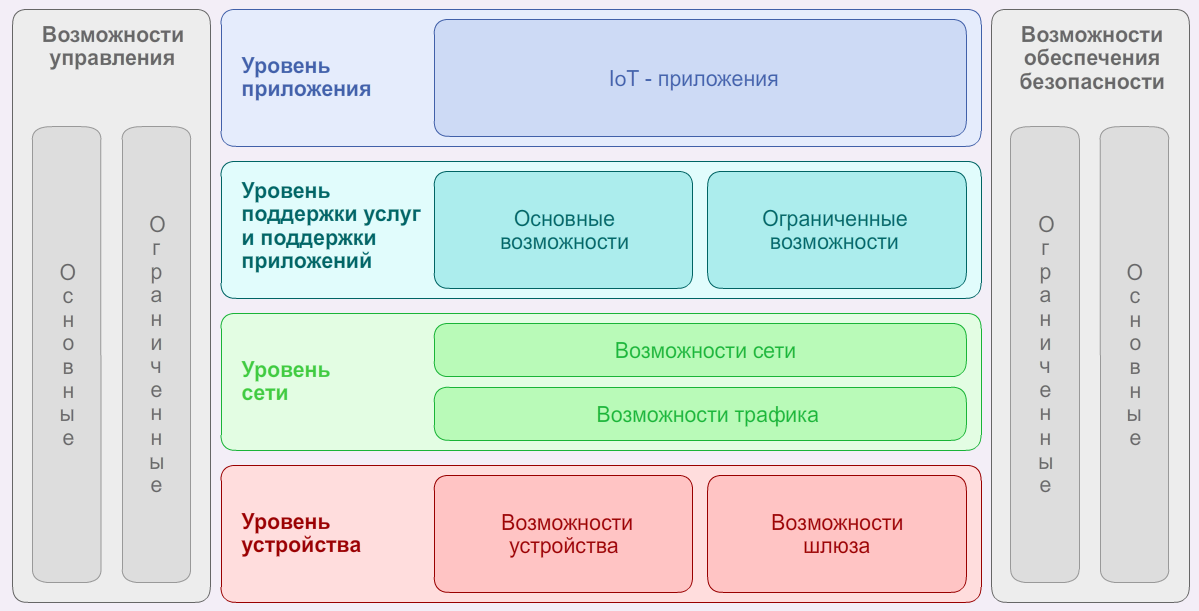 Возможности
управления
Основные
Ограниченные
Уровень
приложения
IoT - приложения
Уровень
поддержки услуг
и поддержки
приложений
Основные
возможности
Ограниченные
возможности
Уровень
сети
Возможности сети
Возможности трафика
Уровень
устройства
Возможности
устройства
Возможности
шлюза
Возможности
обеспечения
безопасности
Ограниченные
Основные